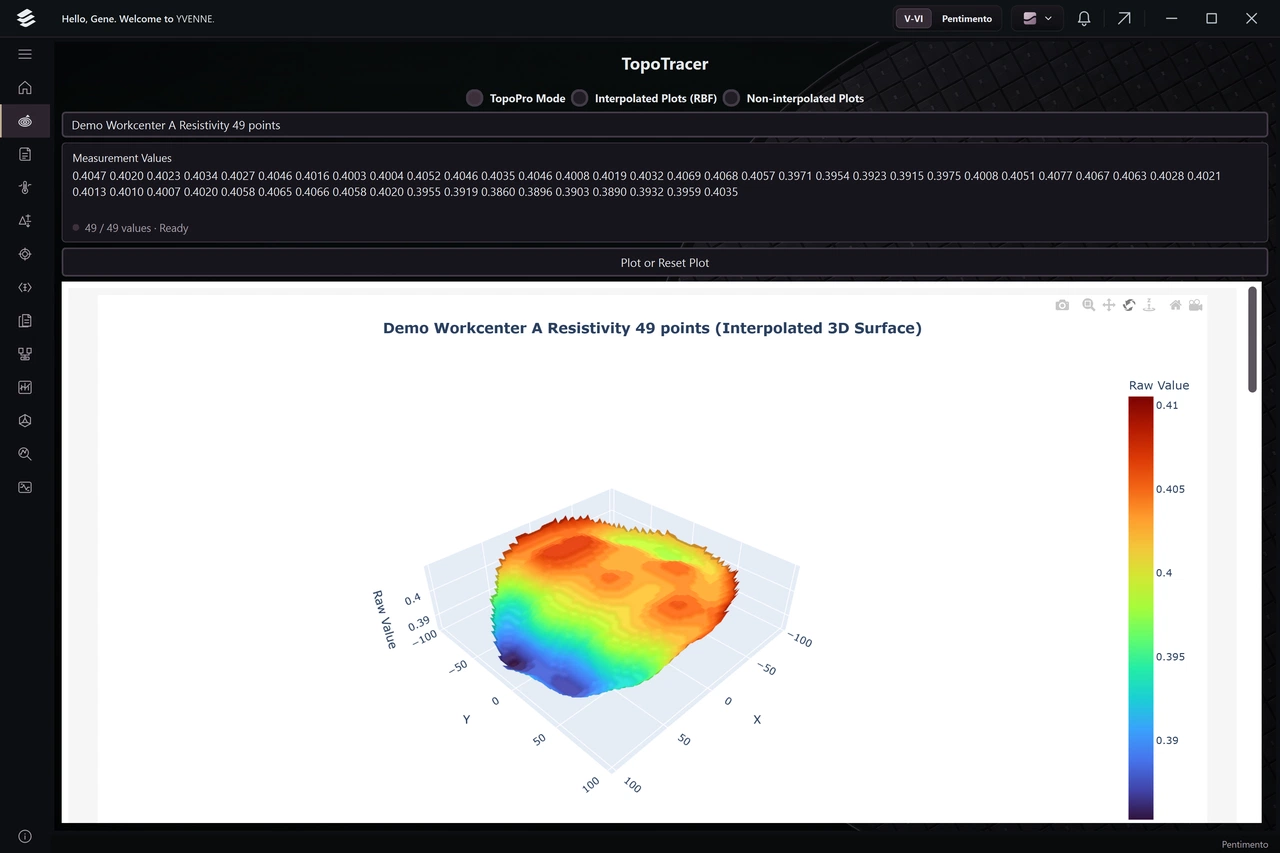 Hello, Gene. Welcome to YVENNE.
V-VI Pentimento
TopoTracer
TopoPro Mode Interpolated Plots (RBF) Non-interpolated Plots
Demo Workcenter A Resistivity 49 points
Measurement Values
0.4047 0.4020 0.4023 0.4034 0.4027 0.4046 0.4016 0.4003 0.4004 0.4052 0.4046 0.4035 0.4046 0.4008 0.4019 0.4032 0.4069 0.4068 0.4057 0.3971 0.3954 0.3923 0.3915 0.3975 0.4008 0.4051 0.4077 0.4067 0.4063 0.4028 0.4021
0.4013 0.4010 0.4007 0.4020 0.4058 0.4065 0.4066 0.4058 0.4020 0.3955 0.3919 0.3860 0.3896 0.3903 0.3890 0.3932 0.3959 0.4035
49 / 49 values · Ready
Plot or Reset Plot
Demo Workcenter A Resistivity 49 points (Interpolated 3D Surface)
Raw Value
0.41
0.405
0.4
0.395
0.39
Raw Value
0.4
0.39
−100
−50
0
50
100
Y
−100
−50
0
50
100
X
Pentimento